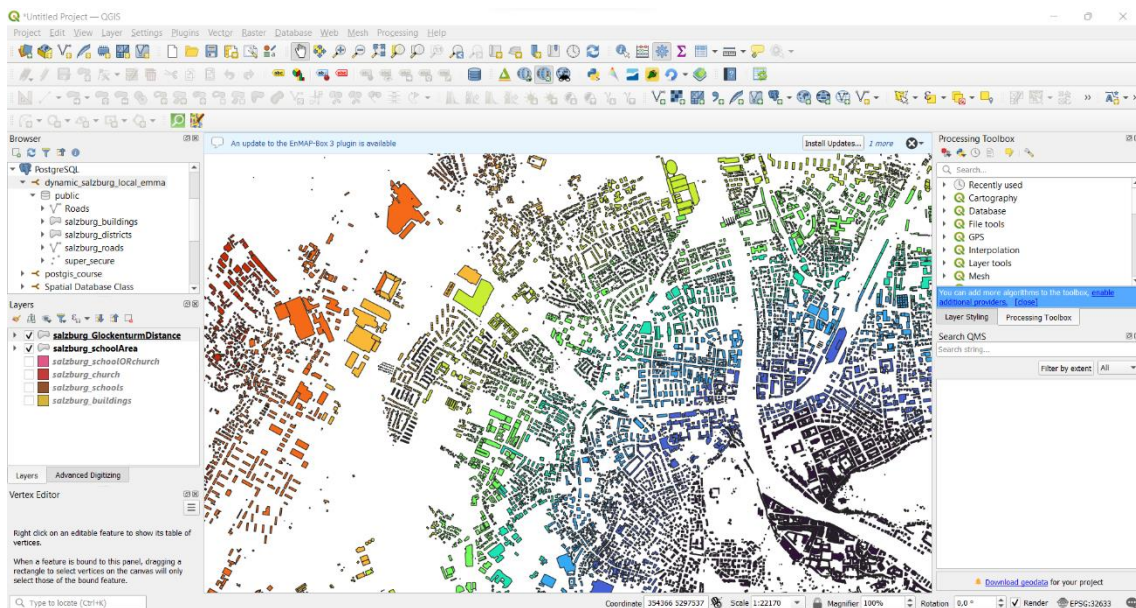 *Untitled Project — QGIS
Project Edit View Layer Settings Plugins Vector Raster Database Web Mesh Processing Help
Browser
PostgreSQL
dynamic_salzburg_local_emma
public
Roads
salzburg_buildings
salzburg_districts
salzburg_roads
super_secure
postgis_course
Spatial Database Class
Layers
salzburg_GlockenturmDistance
salzburg_schoolArea
salzburg_schoolORchurch
salzburg_church
salzburg_schools
salzburg_buildings
Layers Advanced Digitizing
Vertex Editor
Right click on an editable feature to show its table of
vertices.
When a feature is bound to this panel, dragging a
rectangle to select vertices on the canvas will only
select those of the bound feature.
An update to the EnMAP-Box 3 plugin is available Install Updates... 1 more
Processing Toolbox
Search...
Recently used
Cartography
Database
File tools
GPS
Interpolation
Layer tools
Mesh
You can add more algorithms to the toolbox, enable
additional providers. [close]
Layer Styling Processing Toolbox
Search QMS
Search string...
Filter by extent All
Download geodata for your project
Type to locate (Ctrl+K) Coordinate 354366 5297537 Scale 1:22170 Magnifier 100% Rotation 0,0 ° Render EPSG:32633